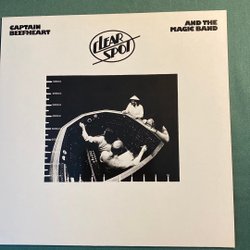 CAPTAIN
BEEFHEART
CLEAR
SPOT
AND THE
MAGIC BAND